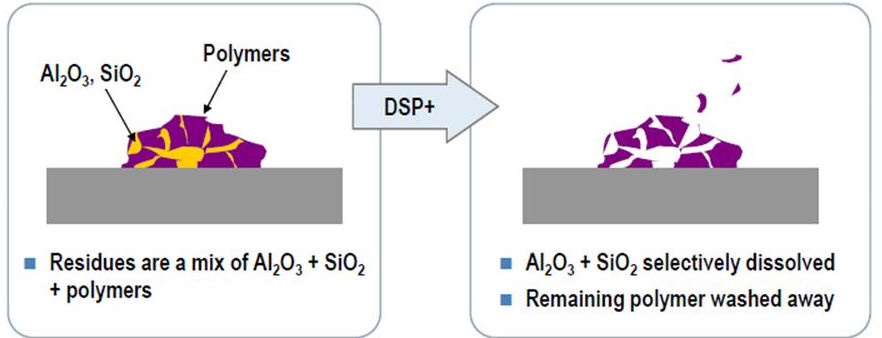 Polymers
Al₂O₃, SiO₂
DSP+
Residues are a mix of Al₂O₃ + SiO₂
+ polymers
Al₂O₃ + SiO₂ selectively dissolved
Remaining polymer washed away